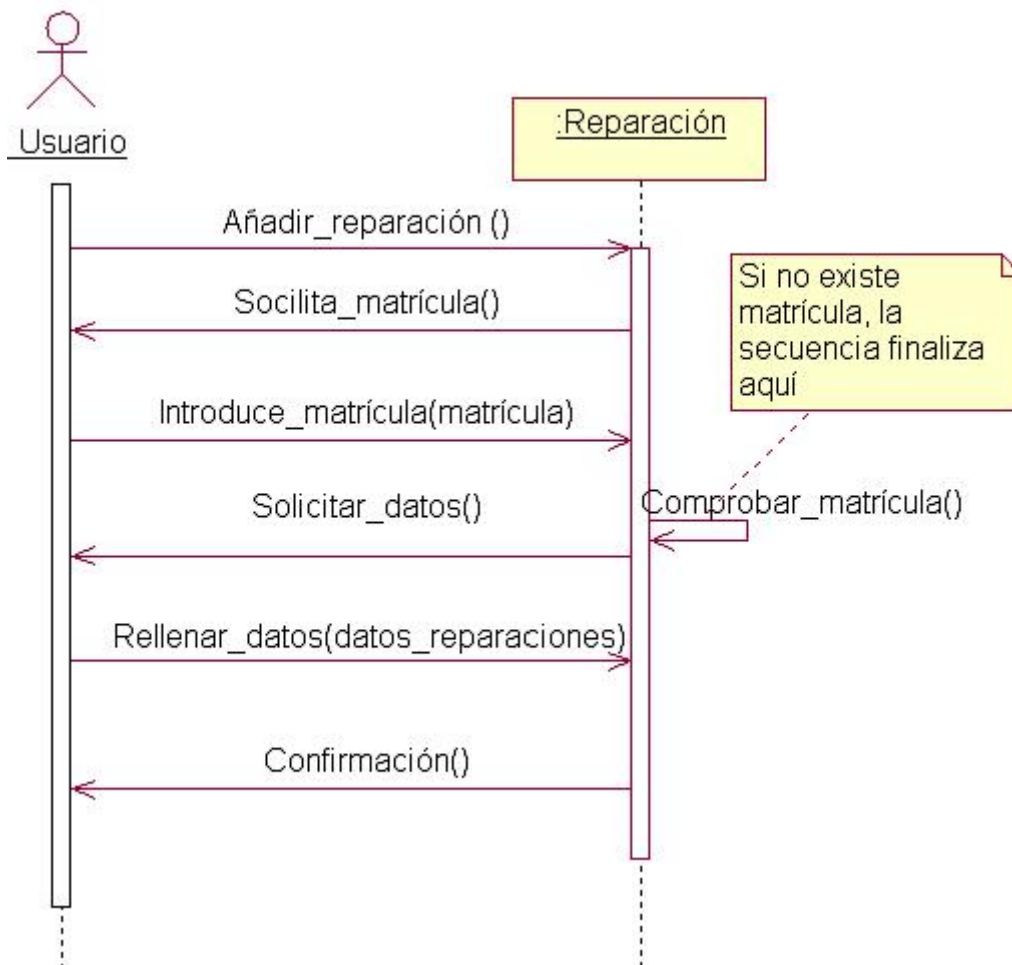 Usuario
:Reparación
Añadir_reparación ()
Socilita_matrícula()
Si no existe
matrícula, la
secuencia finaliza
aquí
Introduce_matrícula(matrícula)
Comprobar_matrícula()
Solicitar_datos()
Rellenar_datos(datos_reparaciones)
Confirmación()